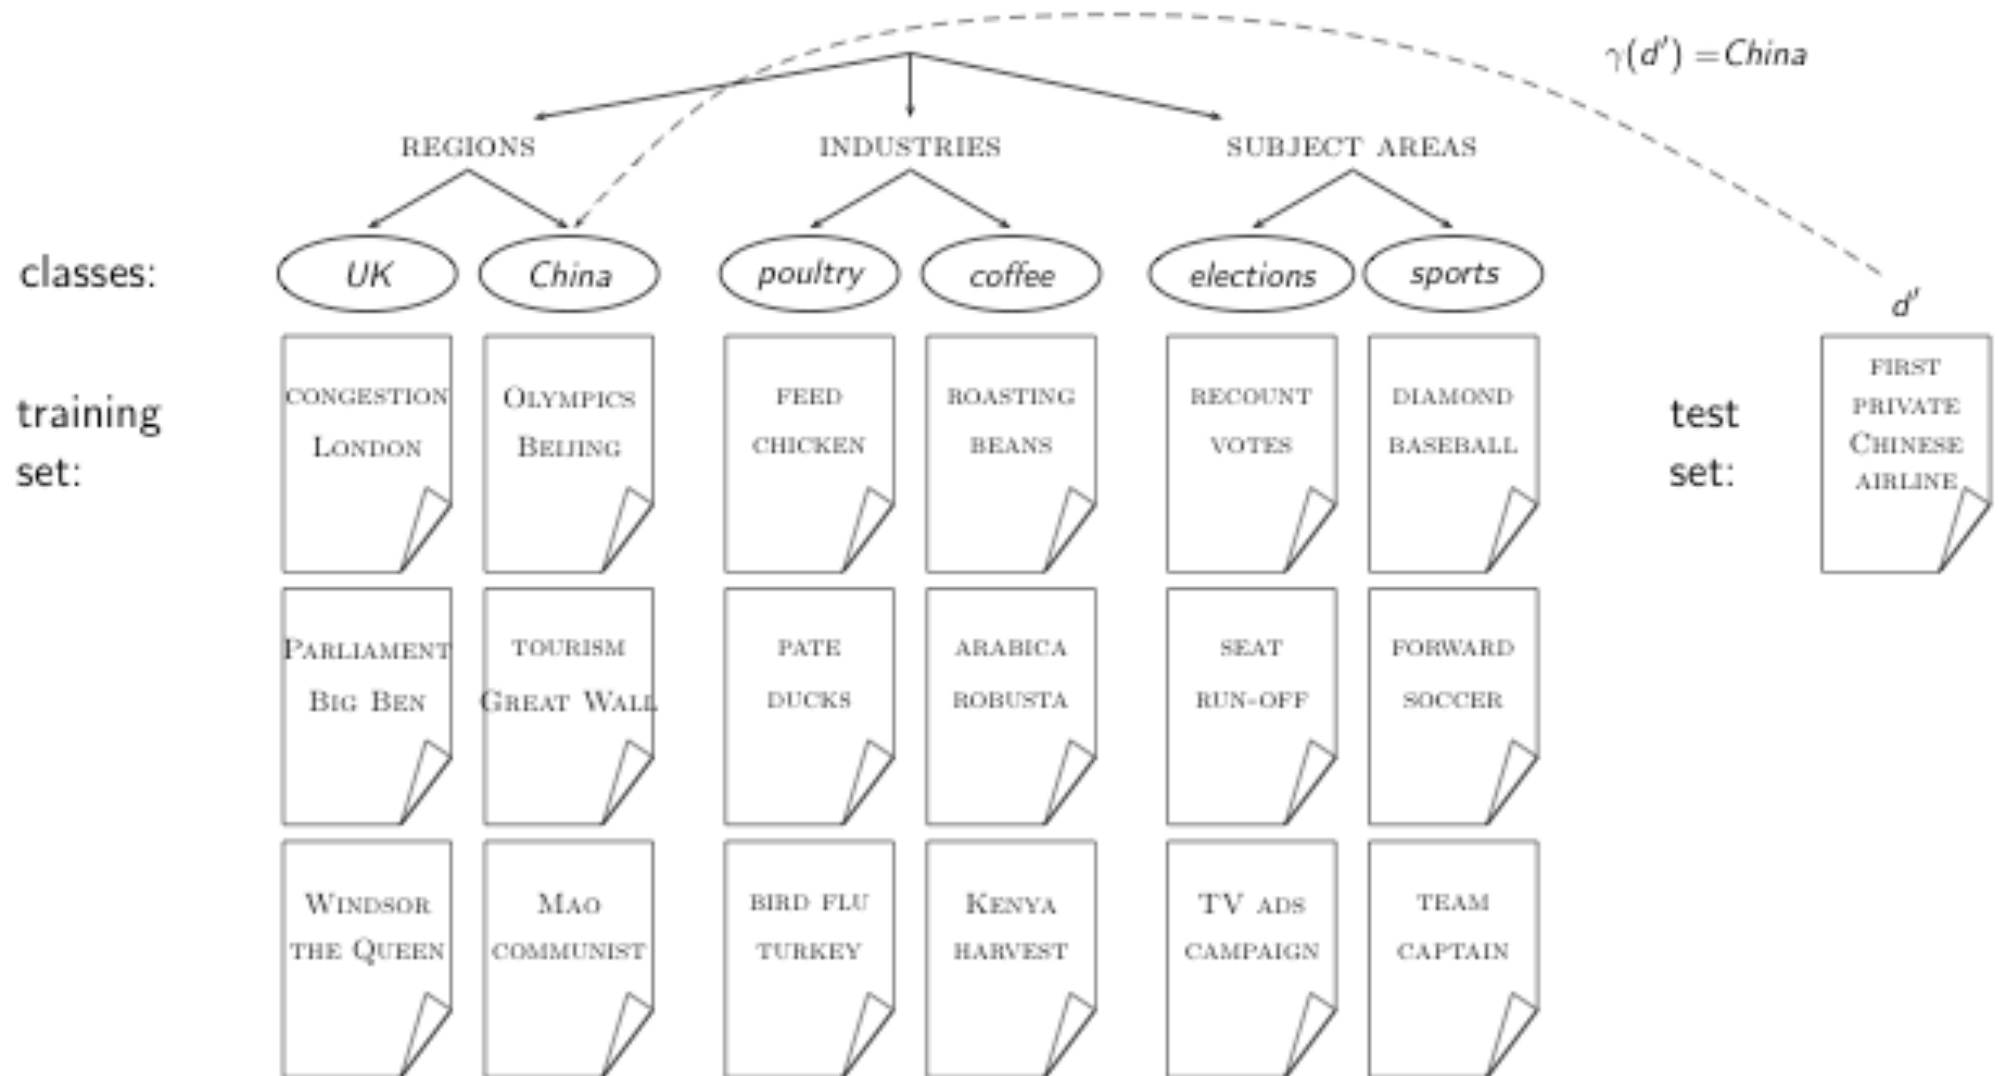 γ(d′) =China
REGIONS INDUSTRIES SUBJECT AREAS
classes: UK China poultry coffee elections sports
d′
training
set:
CONGESTION
LONDON
OLYMPICS
BEIJING
FEED
CHICKEN
ROASTING
BEANS
RECOUNT
VOTES
DIAMOND
BASEBALL
test
set:
FIRST
PRIVATE
CHINESE
AIRLINE
PARLIAMENT
BIG BEN
TOURISM
GREAT WALL
PATE
DUCKS
ARABICA
ROBUSTA
SEAT
RUN-OFF
FORWARD
SOCCER
WINDSOR
THE QUEEN
MAO
COMMUNIST
BIRD FLU
TURKEY
KENYA
HARVEST
TV ADS
CAMPAIGN
TEAM
CAPTAIN